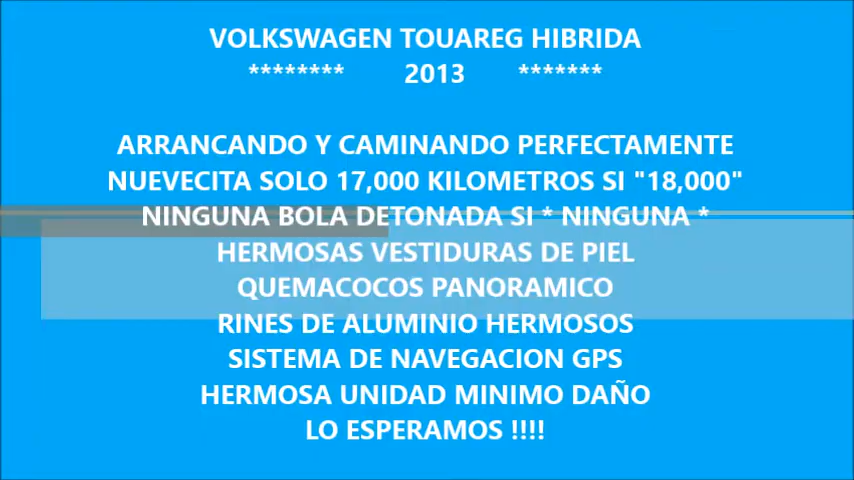 VOLKSWAGEN TOUAREG HIBRIDA
******** 2013 *******
ARRANCANDO Y CAMINANDO PERFECTAMENTE
NUEVECITA SOLO 17,000 KILOMETROS SI "18,000"
NINGUNA BOLA DETONADA SI * NINGUNA *
HERMOSAS VESTIDURAS DE PIEL
QUEMACOCOS PANORAMICO
RINES DE ALUMINIO HERMOSOS
SISTEMA DE NAVEGACION GPS
HERMOSA UNIDAD MINIMO DAÑO
LO ESPERAMOS !!!!